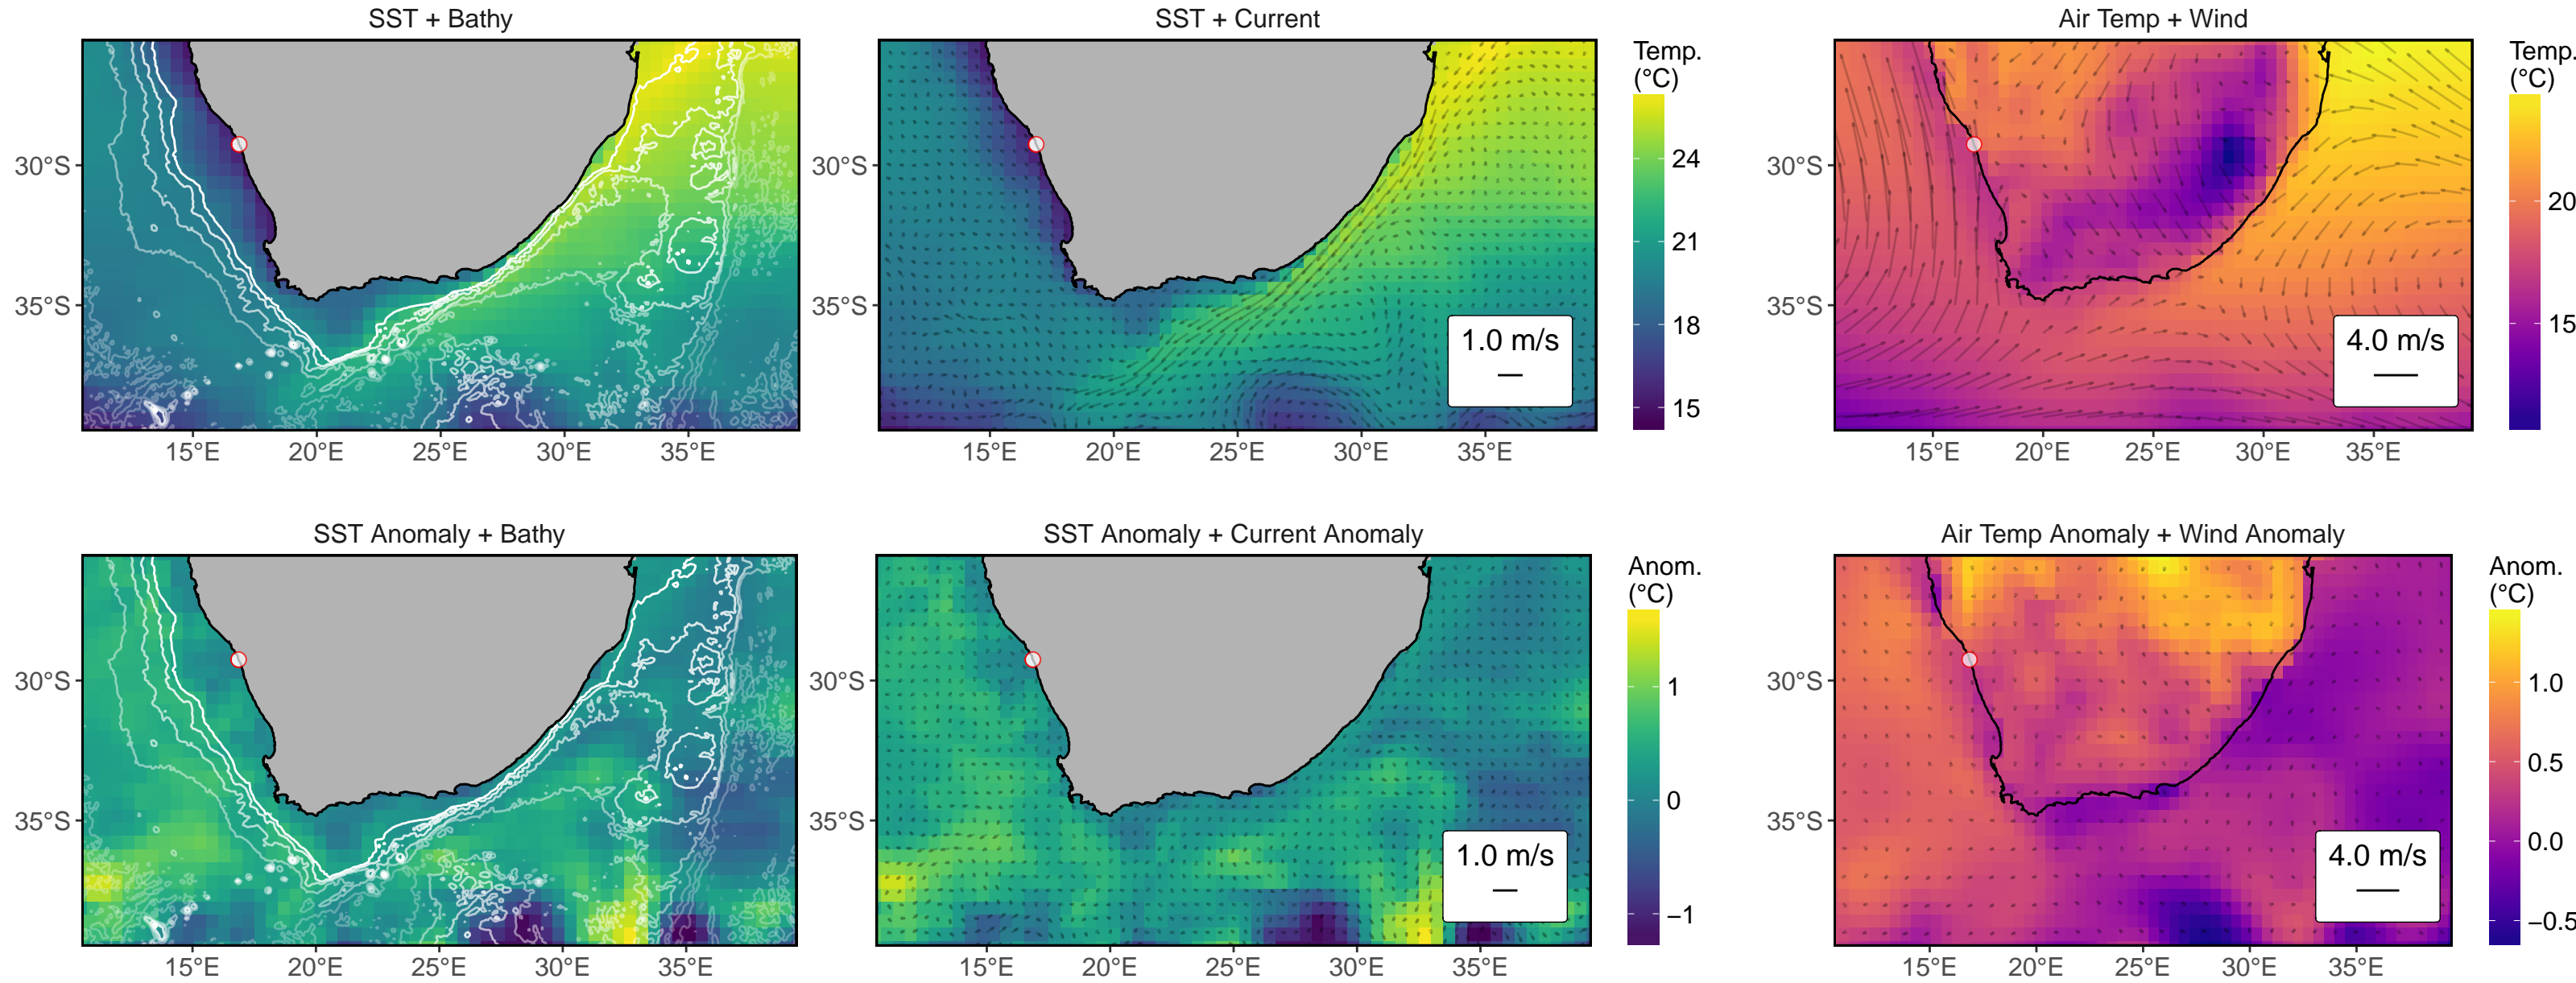 SST + Bathy
30°S
35°S
15°E 20°E 25°E 30°E 35°E
SST + Current
30°S
35°S
1.0 m/s
15°E 20°E 25°E 30°E 35°E
Temp.
(°C)
24
21
18
15
Air Temp + Wind
30°S
35°S
4.0 m/s
15°E 20°E 25°E 30°E 35°E
Temp.
(°C)
20
15
SST Anomaly + Bathy
30°S
35°S
15°E 20°E 25°E 30°E 35°E
SST Anomaly + Current Anomaly
30°S
35°S
1.0 m/s
15°E 20°E 25°E 30°E 35°E
Anom.
(°C)
1
0
−1
Air Temp Anomaly + Wind Anomaly
30°S
35°S
4.0 m/s
15°E 20°E 25°E 30°E 35°E
Anom.
(°C)
1.0
0.5
0.0
−0.5